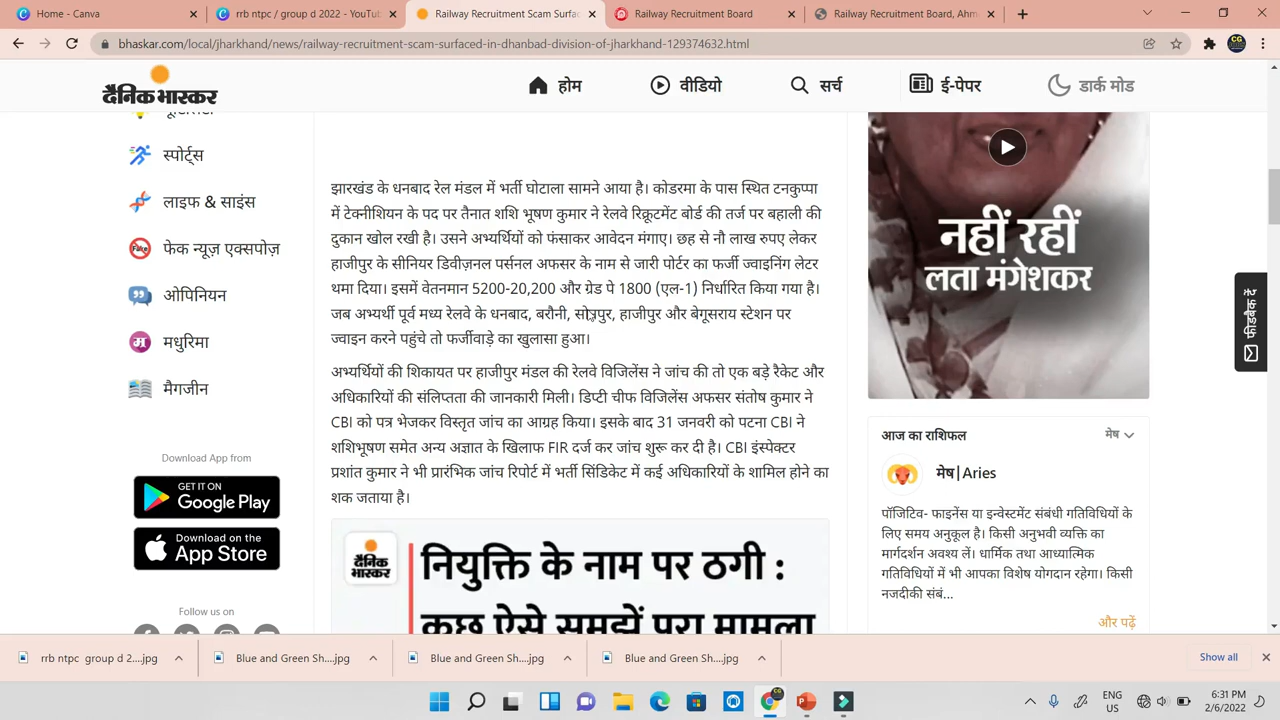 rrb ntpc / group d 2022 - YouTut
Railway Recruitment Scam Surfac
Railway Recruitment Board
Railway Recruitment Board, Ahm
bhaskar.com/local/jharkhand/news/railway-recruitment-scam-surfaced-in-dhanbad-division-of-jharkhand-129374632.html
दैनिक भास्कर
होम
वीडियो
सर्च
ई-पेपर
डार्क मोड
स्पोर्ट्स
लाइफ & साइंस
फेक न्यूज़ एक्सपोज़
ओपिनियन
मधुरिमा
मैगजीन
Download App from
GET IT ON
Google Play
Download on the
App Store
Follow us on
झारखंड के धनबाद रेल मंडल में भर्ती घोटाला सामने आया है। कोडरमा के पास स्थित टनकुप्पा
में टेक्नीशियन के पद पर तैनात शशि भूषण कुमार ने रेलवे रिक्रूटमेंट बोर्ड की तर्ज पर बहाली की
दुकान खोल रखी है। उसने अभ्यर्थियों को फंसाकर आवेदन मंगाए। छह से नौ लाख रुपए लेकर
हाजीपुर के सीनियर डिवीज़नल पर्सनल अफसर के नाम से जारी पोर्टर का फर्जी ज्वाइनिंग लेटर
थमा दिया। इसमें वेतनमान 5200-20,200 और ग्रेड पे 1800 (एल-1) निर्धारित किया गया है।
जब अभ्यर्थी पूर्व मध्य रेलवे के धनबाद, बरौनी, सोनपुर, हाजीपुर और बेगूसराय स्टेशन पर
ज्वाइन करने पहुंचे तो फर्जीवाड़े का खुलासा हुआ।
अभ्यर्थियों की शिकायत पर हाजीपुर मंडल की रेलवे विजिलेंस ने जांच की तो एक बड़े रैकेट और
अधिकारियों की संलिप्तता की जानकारी मिली। डिप्टी चीफ विजिलेंस अफसर संतोष कुमार ने
CBI को पत्र भेजकर विस्तृत जांच का आग्रह किया। इसके बाद 31 जनवरी को पटना CBI ने
शशिभूषण समेत अन्य अज्ञात के खिलाफ FIR दर्ज कर जांच शुरू कर दी है। CBI इंस्पेक्टर
प्रशांत कुमार ने भी प्रारंभिक जांच रिपोर्ट में भर्ती सिंडिकेट में कई अधिकारियों के शामिल होने का
शक जताया है।
दैनिक भास्कर
नियुक्ति के नाम पर ठगी :
कुछ ऐसे समझें पूरा मामला
नहीं रहीं
लता मंगेशकर
फीडबैक दें
आज का राशिफल
मेष
मेष|Aries
पॉजिटिव- फाइनेंस या इन्वेस्टमेंट संबंधी गतिविधियों के
लिए समय अनुकूल है। किसी अनुभवी व्यक्ति का
मार्गदर्शन अवश्य लें। धार्मिक तथा आध्यात्मिक
गतिविधियों में भी आपका विशेष योगदान रहेगा। किसी
नजदीकी संबं...
और पढ़ें
rrb ntpc group d 2....jpg
Blue and Green Sh....jpg
Blue and Green Sh....jpg
Blue and Green Sh....jpg
Show all
ENG
US
6:31 PM
2/6/2022